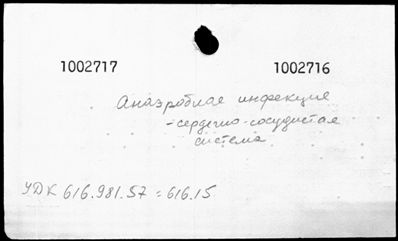 1002717 1002716
Анаэробная инфекция
-сердечно-сосудистая
система
УДК 616.981.57 = 616.15